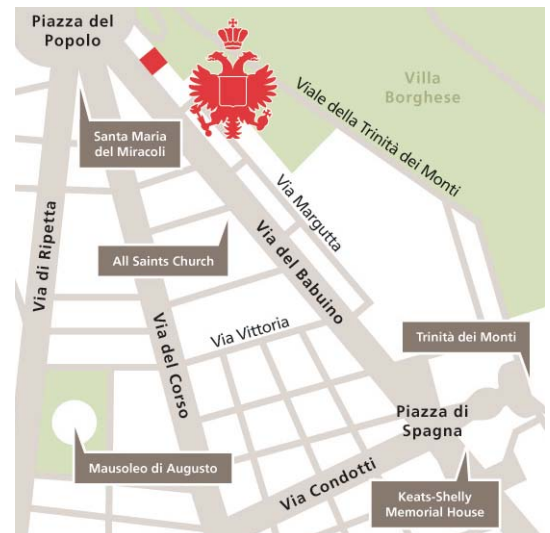 Piazza del
Popolo
Villa
Borghese
Viale della Trinità dei Monti
Santa Maria
del Miracoli
Via Margutta
Via di Ripetta
All Saints Church
Via del Babuino
Via del Corso
Via Vittoria
Trinità dei Monti
Piazza di
Spagna
Mausoleo di Augusto
Via Condotti
Keats-Shelly
Memorial House